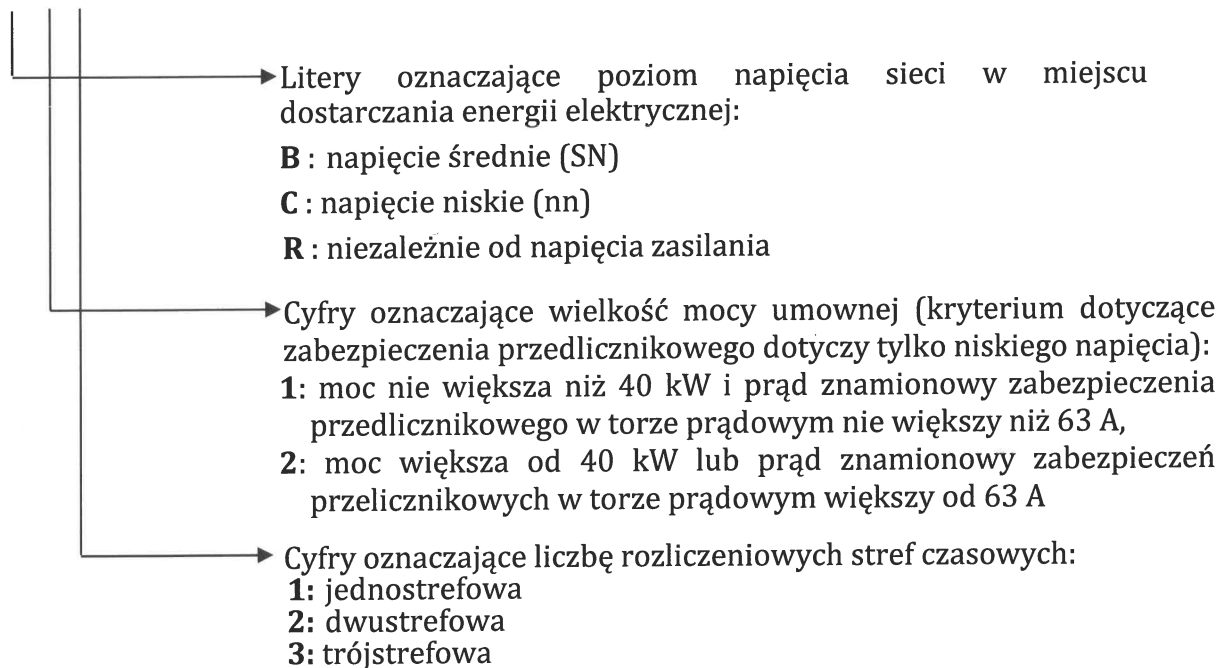 Litery oznaczające poziom napięcia sieci w miejscu
dostarczania energii elektrycznej:
B : napięcie średnie (SN)
C : napięcie niskie (nn)
R : niezależnie od napięcia zasilania
Cyfry oznaczające wielkość mocy umownej (kryterium dotyczące
zabezpieczenia przedlicznikowego dotyczy tylko niskiego napięcia):
1: moc nie większa niż 40 kW i prąd znamionowy zabezpieczenia
przedlicznikowego w torze prądowym nie większy niż 63 A,
2: moc większa od 40 kW lub prąd znamionowy zabezpieczeń
przelicznikowych w torze prądowym większy od 63 A
Cyfry oznaczające liczbę rozliczeniowych stref czasowych:
1: jednostrefowa
2: dwustrefowa
3: trójstrefowa